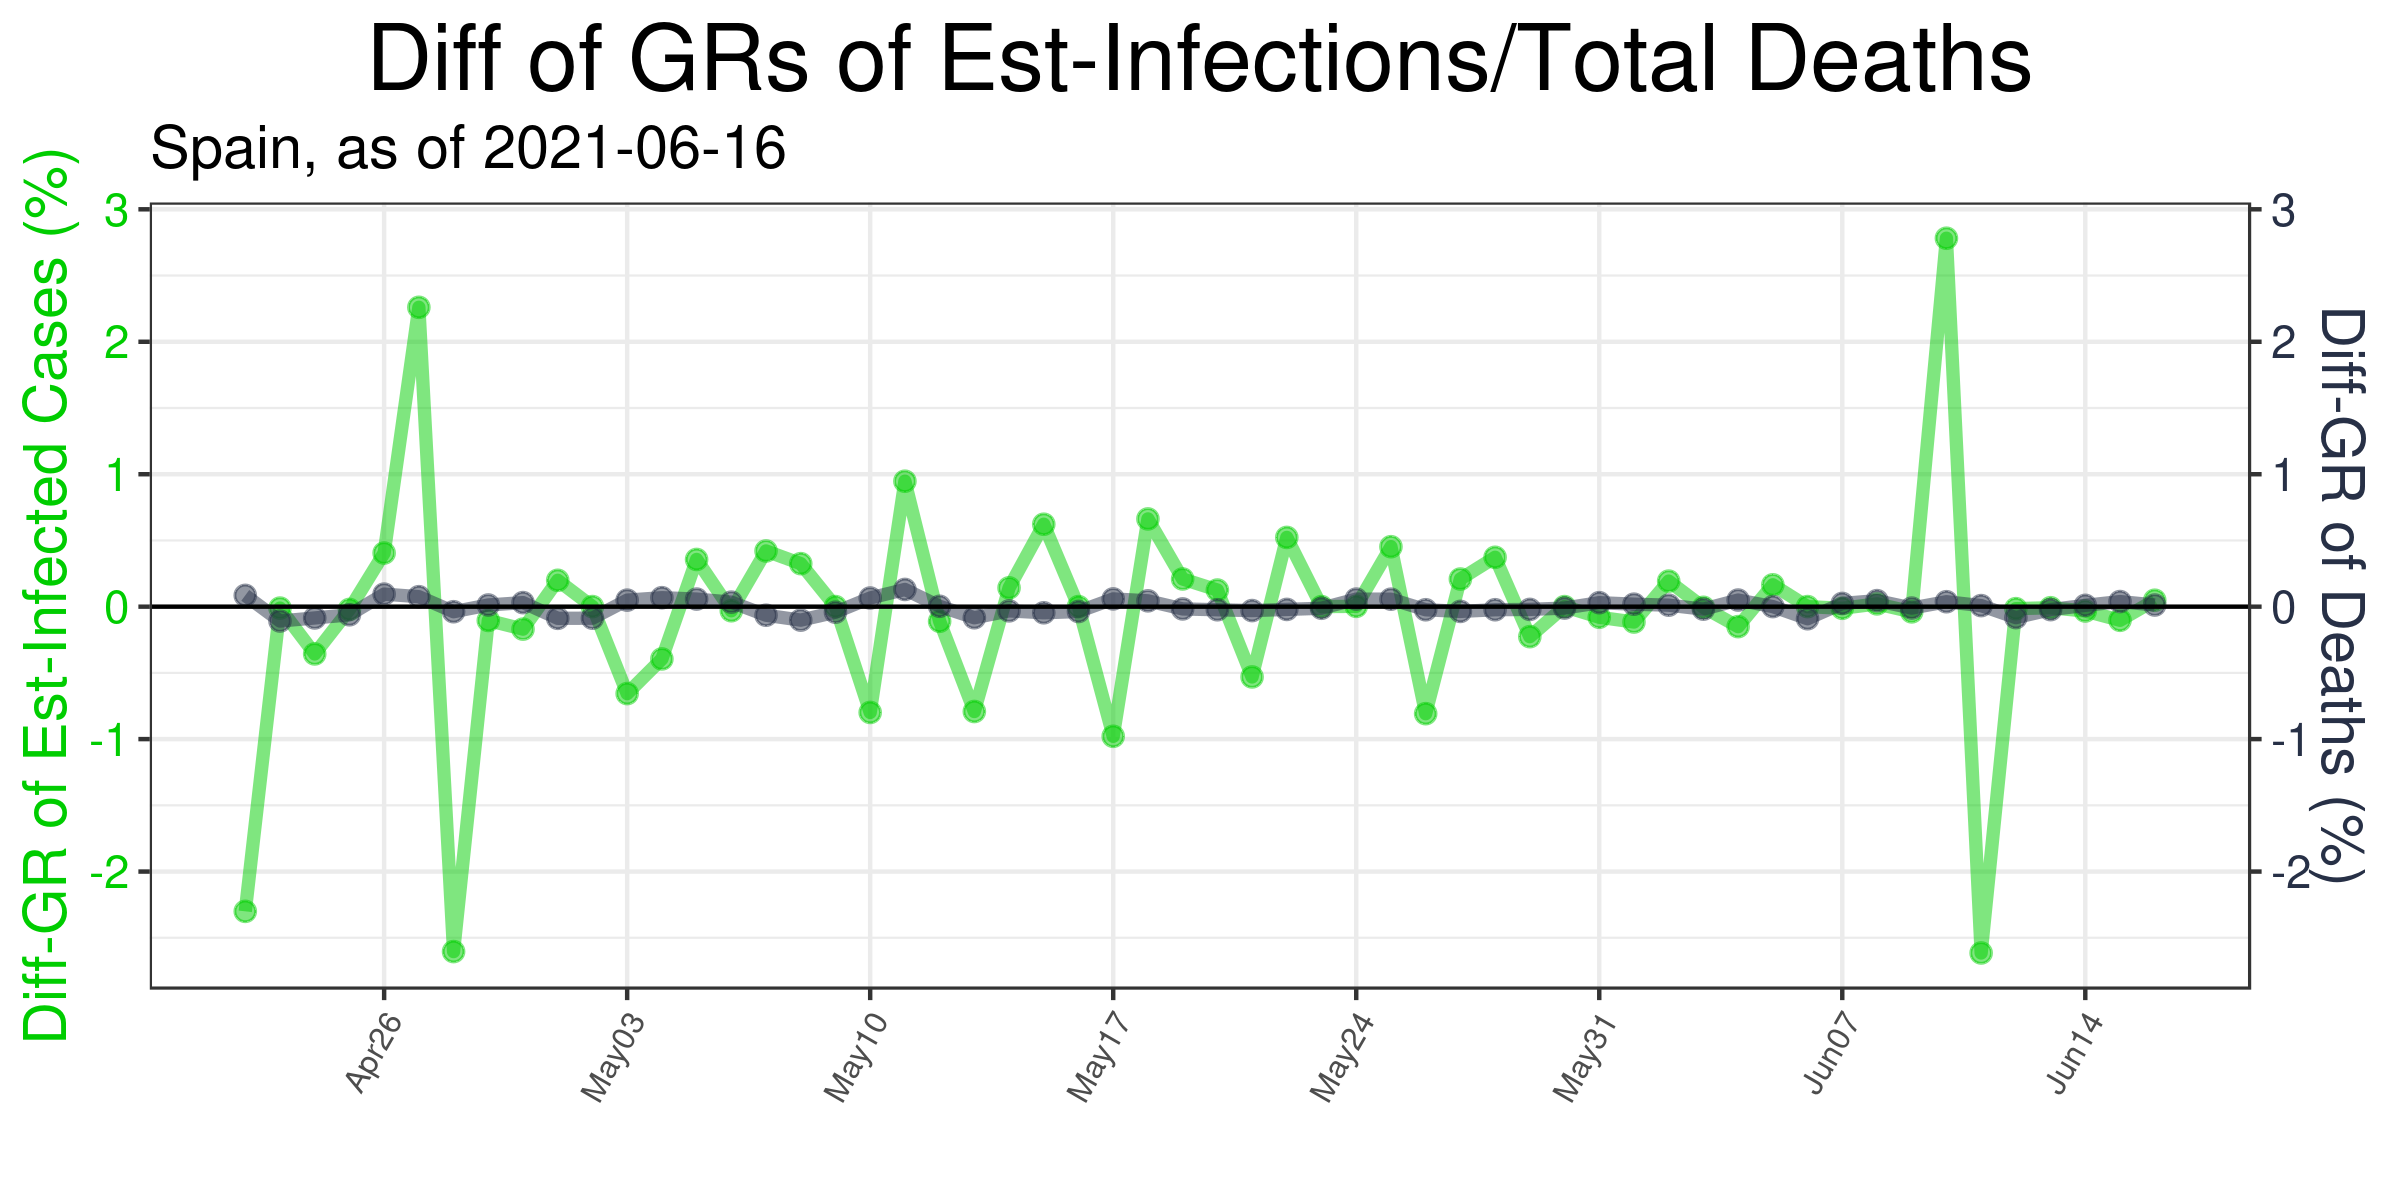 Diff of GRs of Est-Infections/Total Deaths
Spain, as of 2021-06-16
Diff-GR of Est-Infected Cases (%)
3
2
1
0
-1
-2
3
2
1
0
-1
-2
Diff-GR of Deaths (%)
Apr26
May03
May10
May17
May24
May31
Jun07
Jun14